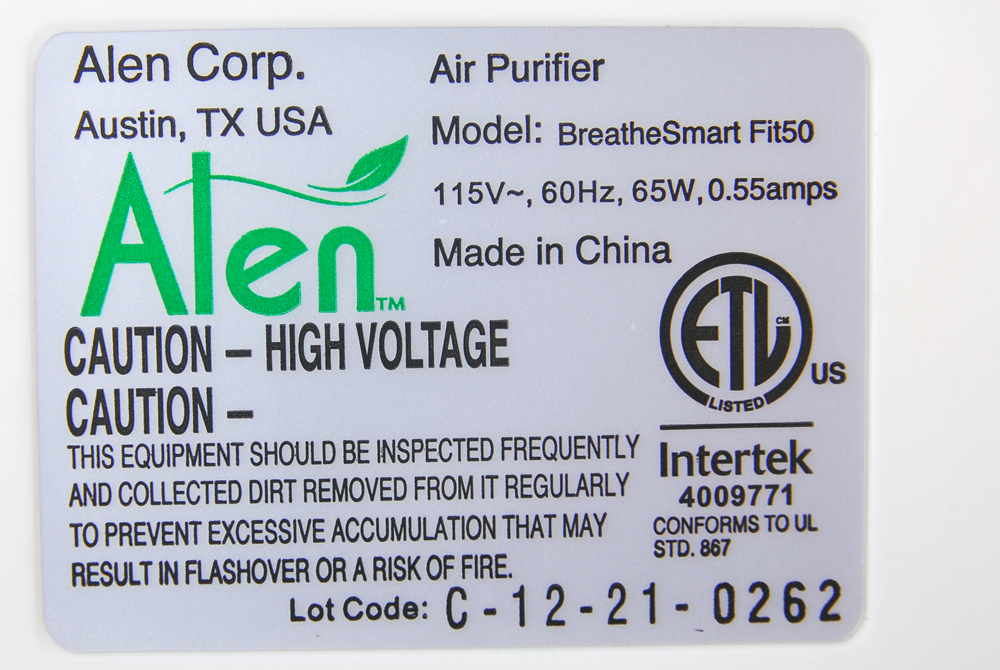 Alen Corp.
Austin, TX USA
Alen™
Air Purifier
Model: BreatheSmart Fit50
115V~, 60Hz, 65W, 0.55amps
Made in China
CAUTION – HIGH VOLTAGE
CAUTION –
THIS EQUIPMENT SHOULD BE INSPECTED FREQUENTLY
AND COLLECTED DIRT REMOVED FROM IT REGULARLY
TO PREVENT EXCESSIVE ACCUMULATION THAT MAY
RESULT IN FLASHOVER OR A RISK OF FIRE.
ETL CM
LISTED
US
Intertek
4009771
CONFORMS TO UL
STD. 867
Lot Code: C-12-21-0262